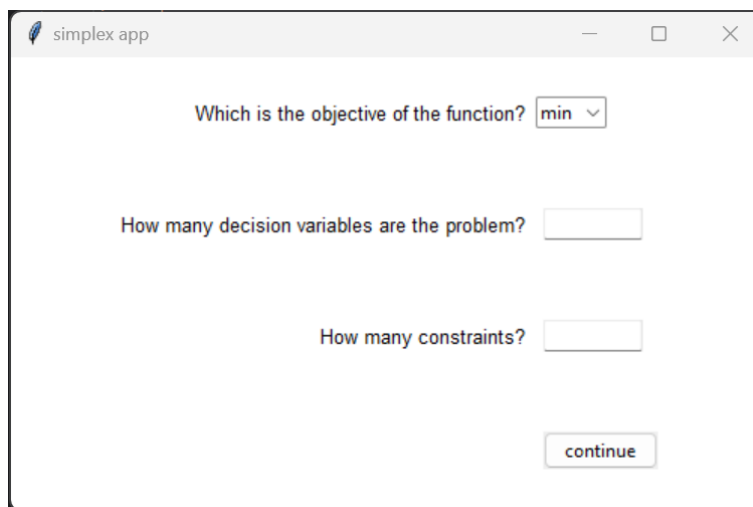 simplex app
Which is the objective of the function? min
How many decision variables are the problem?
How many constraints?
continue